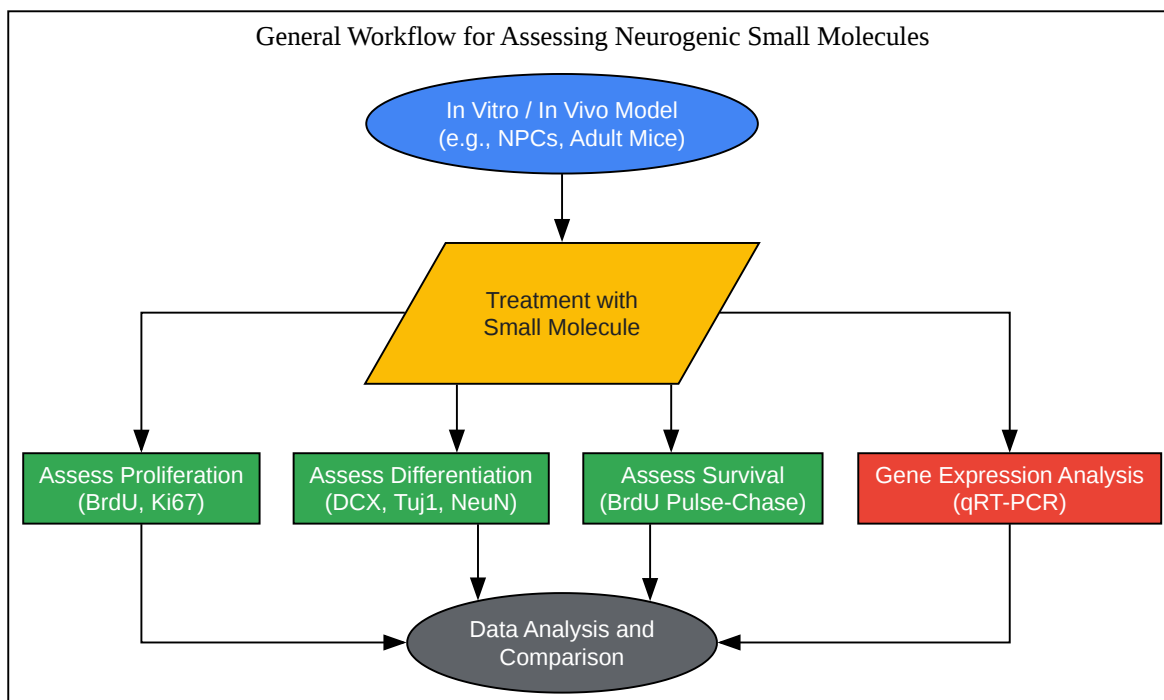 General Workflow for Assessing Neurogenic Small Molecules
In Vitro / In Vivo Model
(e.g., NPCs, Adult Mice)
Treatment with
Small Molecule
Assess Proliferation
(BrdU, Ki67)
Assess Differentiation
(DCX, Tuj1, NeuN)
Assess Survival
(BrdU Pulse-Chase)
Gene Expression Analysis
(qRT-PCR)
Data Analysis and
Comparison